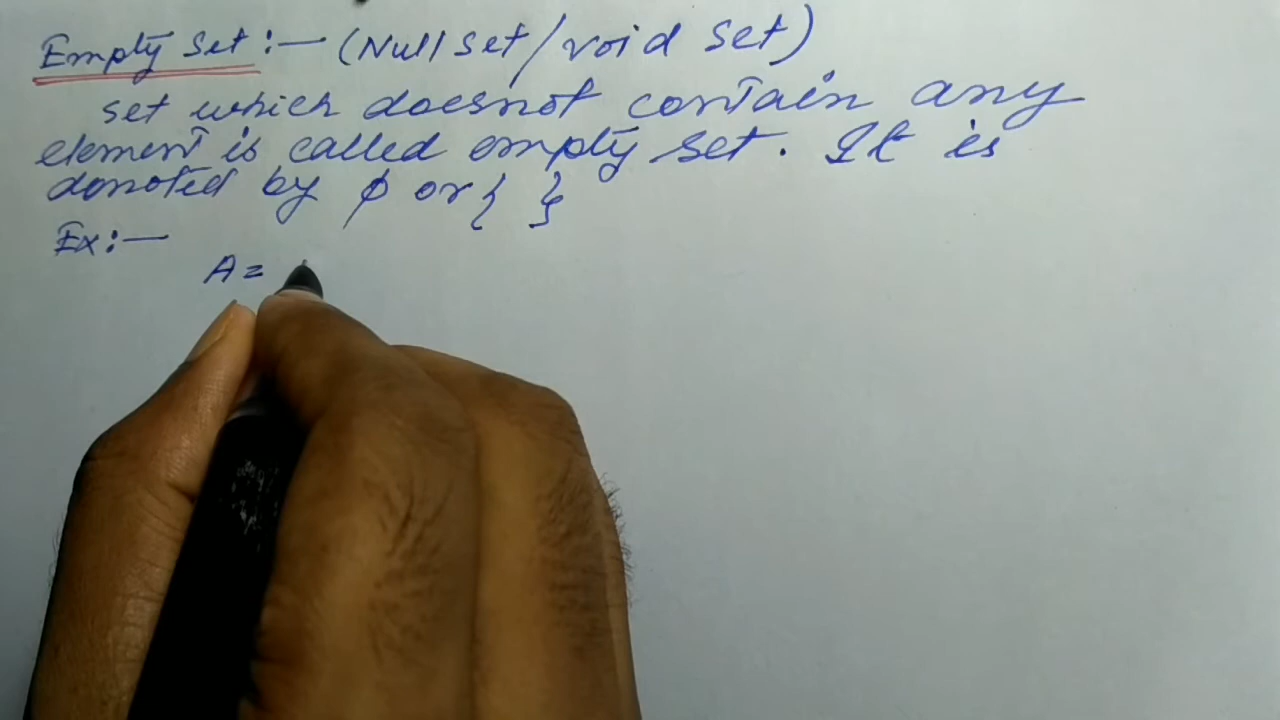 Empty Set :- (Null set / void set)
set which doesnot contain any
element is called empty set. It is
denoted by ϕ or { }
Ex :-
A =